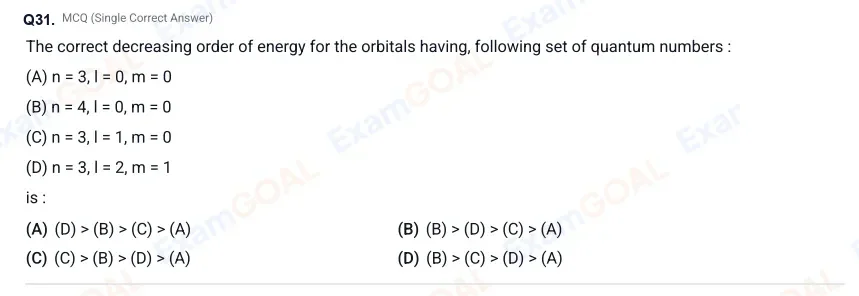 Q31. MCQ (Single Correct Answer)
The correct decreasing order of energy for the orbitals having, following set of quantum numbers :
(A) n = 3, l = 0, m = 0
(B) n = 4, l = 0, m = 0
(C) n = 3, l = 1, m = 0
(D) n = 3, l = 2, m = 1
is :
(A) (D) > (B) > (C) > (A)
(B) (B) > (D) > (C) > (A)
(C) (C) > (B) > (D) > (A)
(D) (B) > (C) > (D) > (A)
ExamGOAL